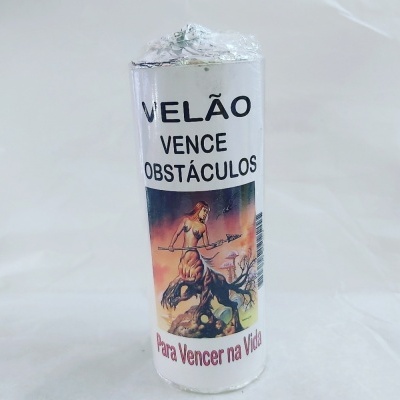 VELÃO
VENCE
OBSTÁCULOS
Para Vencer na Vida